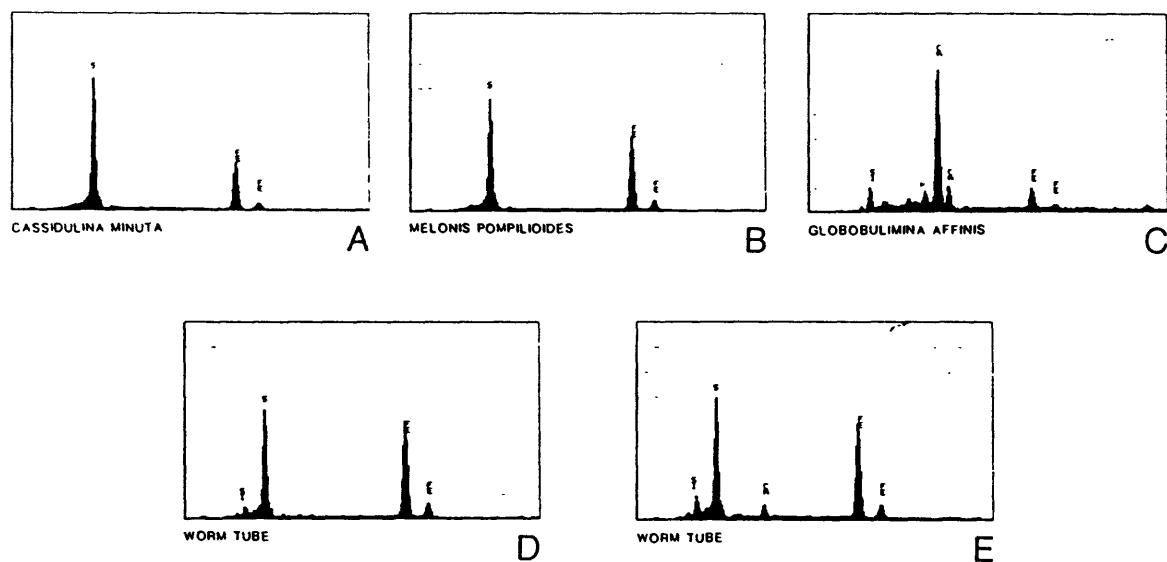 S
CASSIDULINA MINUTA
A
S
MELONIS POMPILIOIDES
B
GLOBOBULIMINA AFFINIS
C
S
WORM TUBE
D
S
WORM TUBE
E